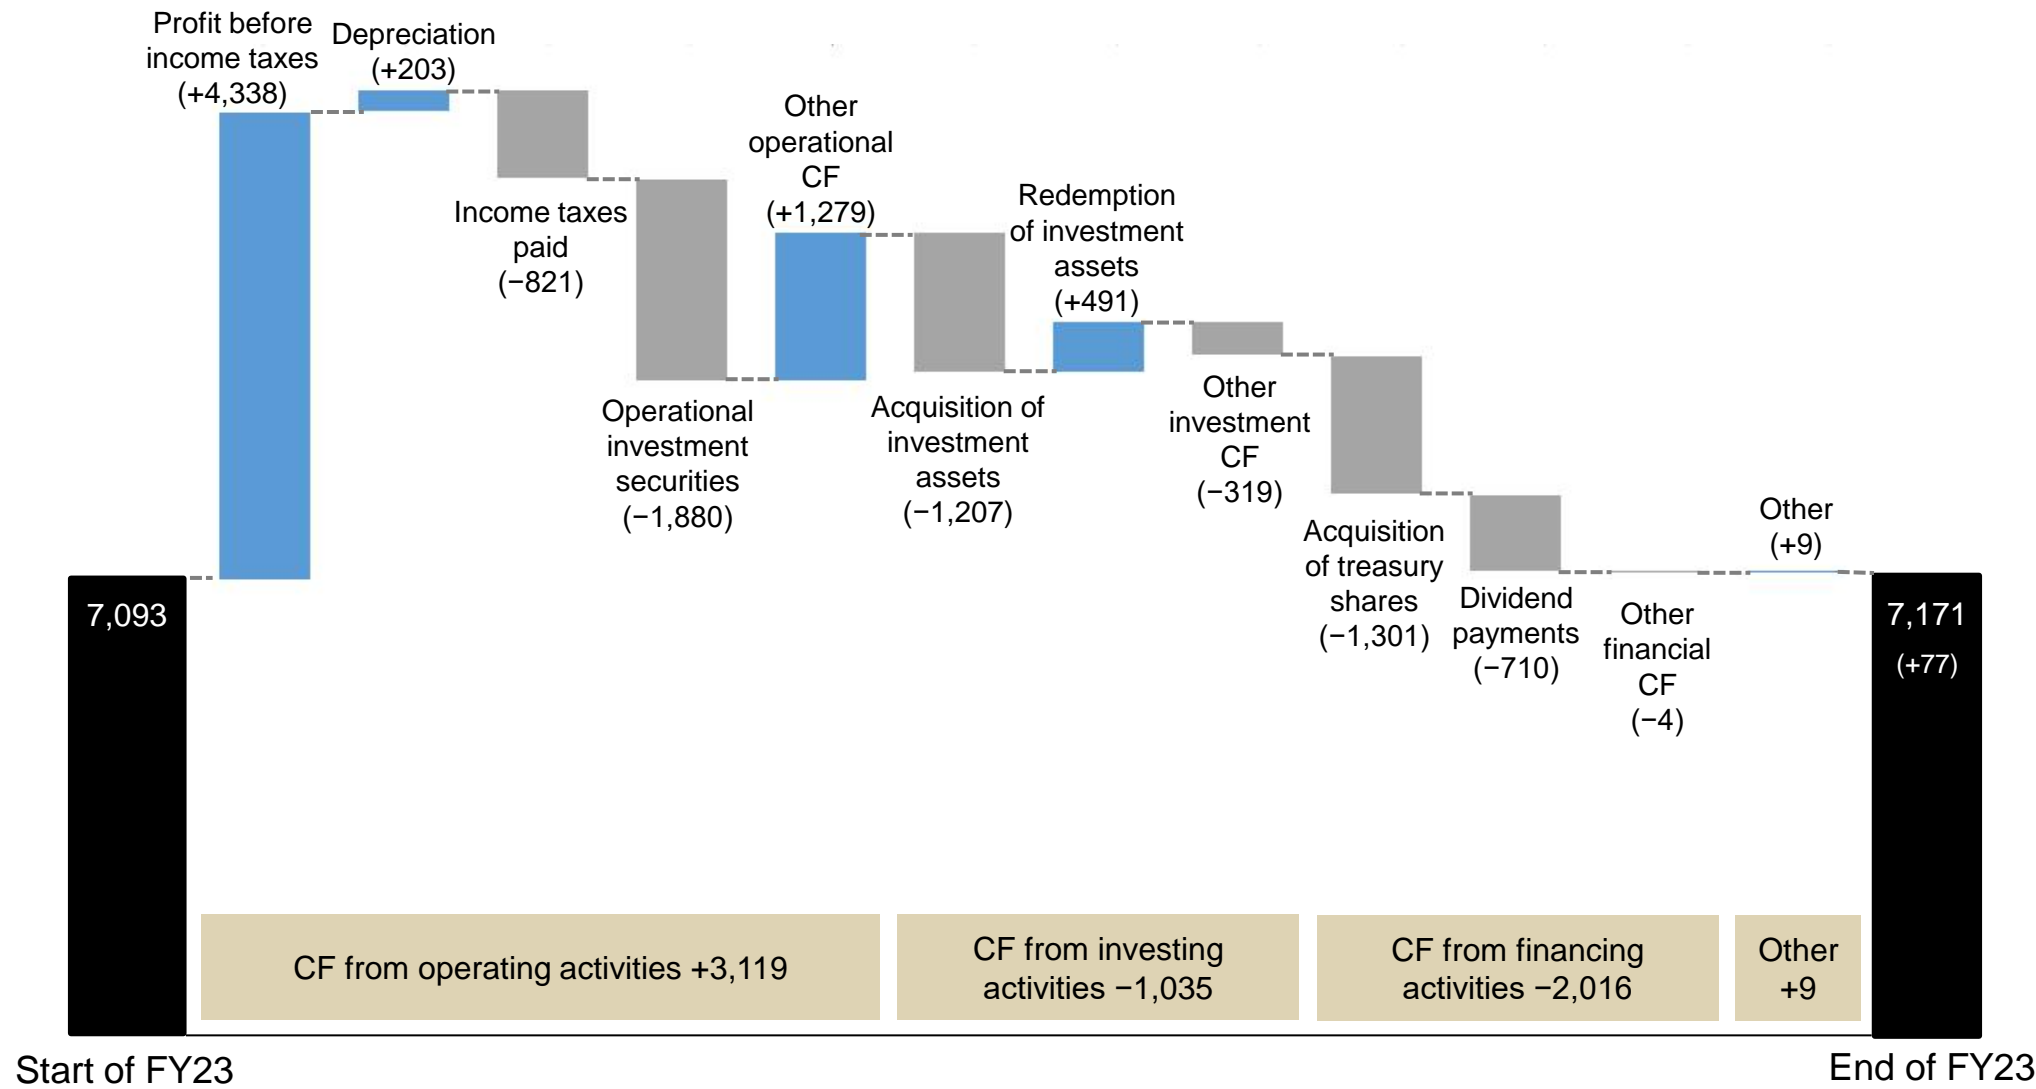 Profit before
income taxes
(+4,338)
Depreciation
(+203)
Income taxes
paid
(−821)
Operational
investment
securities
(−1,880)
Other
operational
CF
(+1,279)
Acquisition of
investment
assets
(−1,207)
Redemption
of investment
assets
(+491)
Other
investment
CF
(−319)
Acquisition
of treasury
shares
(−1,301)
Dividend
payments
(−710)
Other
financial
CF
(−4)
Other
(+9)
7,093
7,171
(+77)
CF from operating activities +3,119
CF from investing
activities −1,035
CF from financing
activities −2,016
Other
+9
Start of FY23
End of FY23